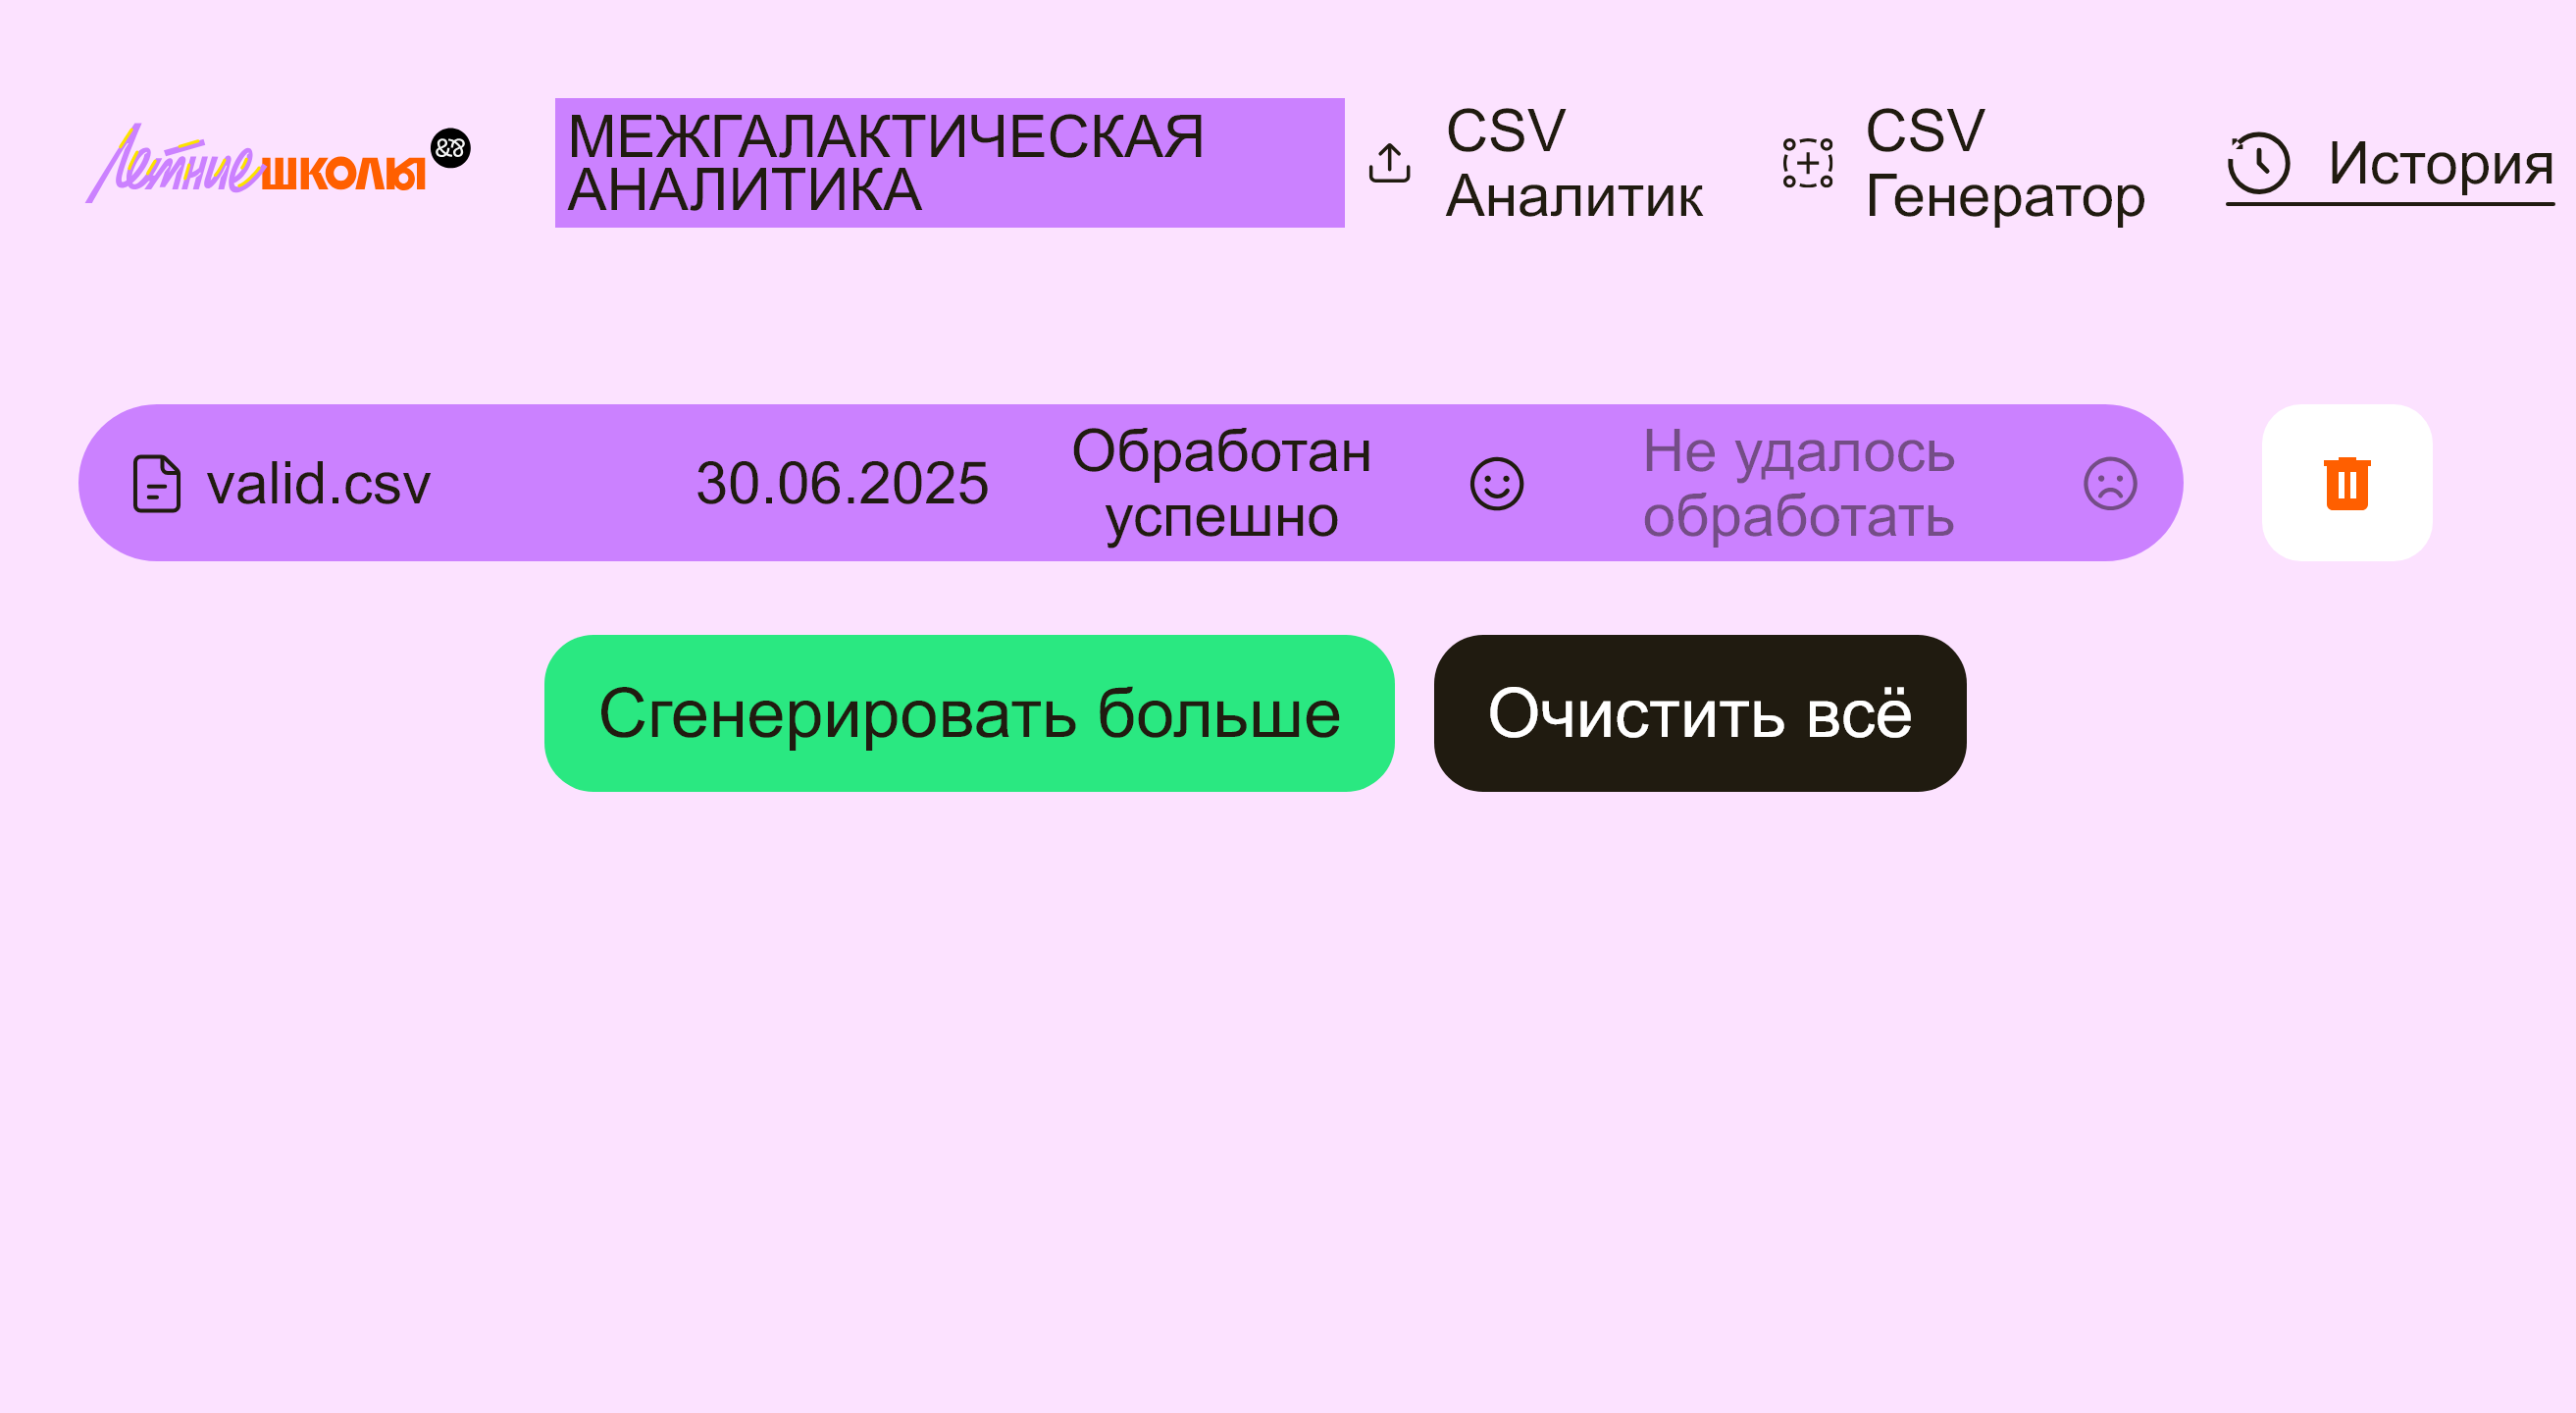 Летние школы
МЕЖГАЛАКТИЧЕСКАЯ
АНАЛИТИКА
CSV
Аналитик
CSV
Генератор
История
valid.csv
30.06.2025
Обработан
успешно
Не удалось
обработать
Сгенерировать больше
Очистить всё